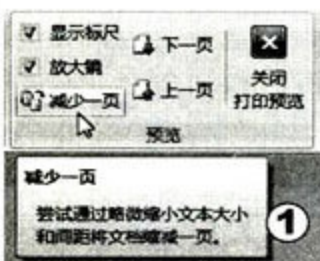 显示标尺
放大镜
减少一页
下一页
上一页
关闭
打印预览
预览
减少一页
尝试通过略微缩小文本大小
和间距将文档缩减一页。
1